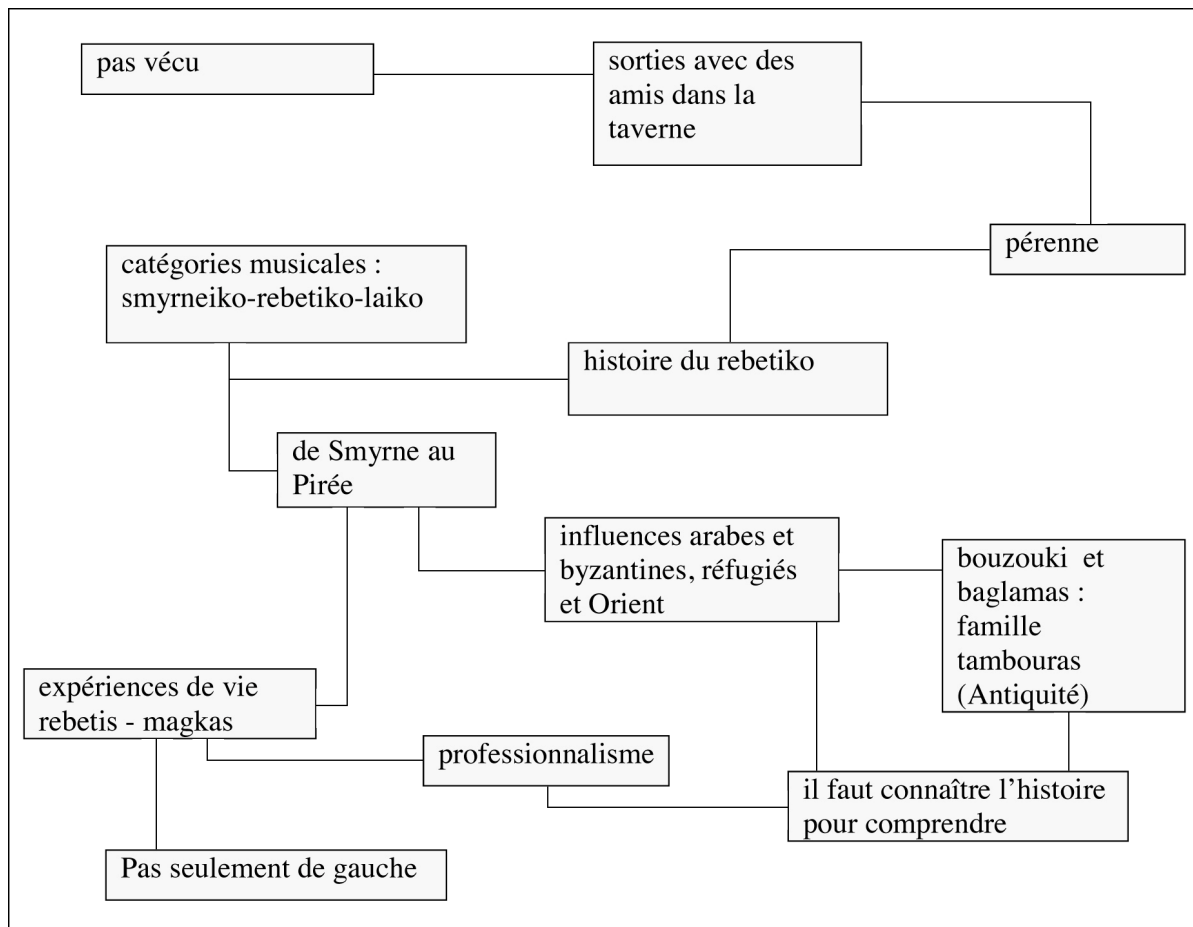 pas vécu
sorties avec des
amis dans la
taverne
pérenne
catégories musicales :
smyrneiko-rebetiko-laiko
histoire du rebetiko
de Smyrne au
Pirée
influences arabes et
byzantines, réfugiés
et Orient
bouzouki et
baglamas :
famille
tambouras
(Antiquité)
expériences de vie
rebetis - magkas
professionnalisme
il faut connaître l’histoire
pour comprendre
Pas seulement de gauche